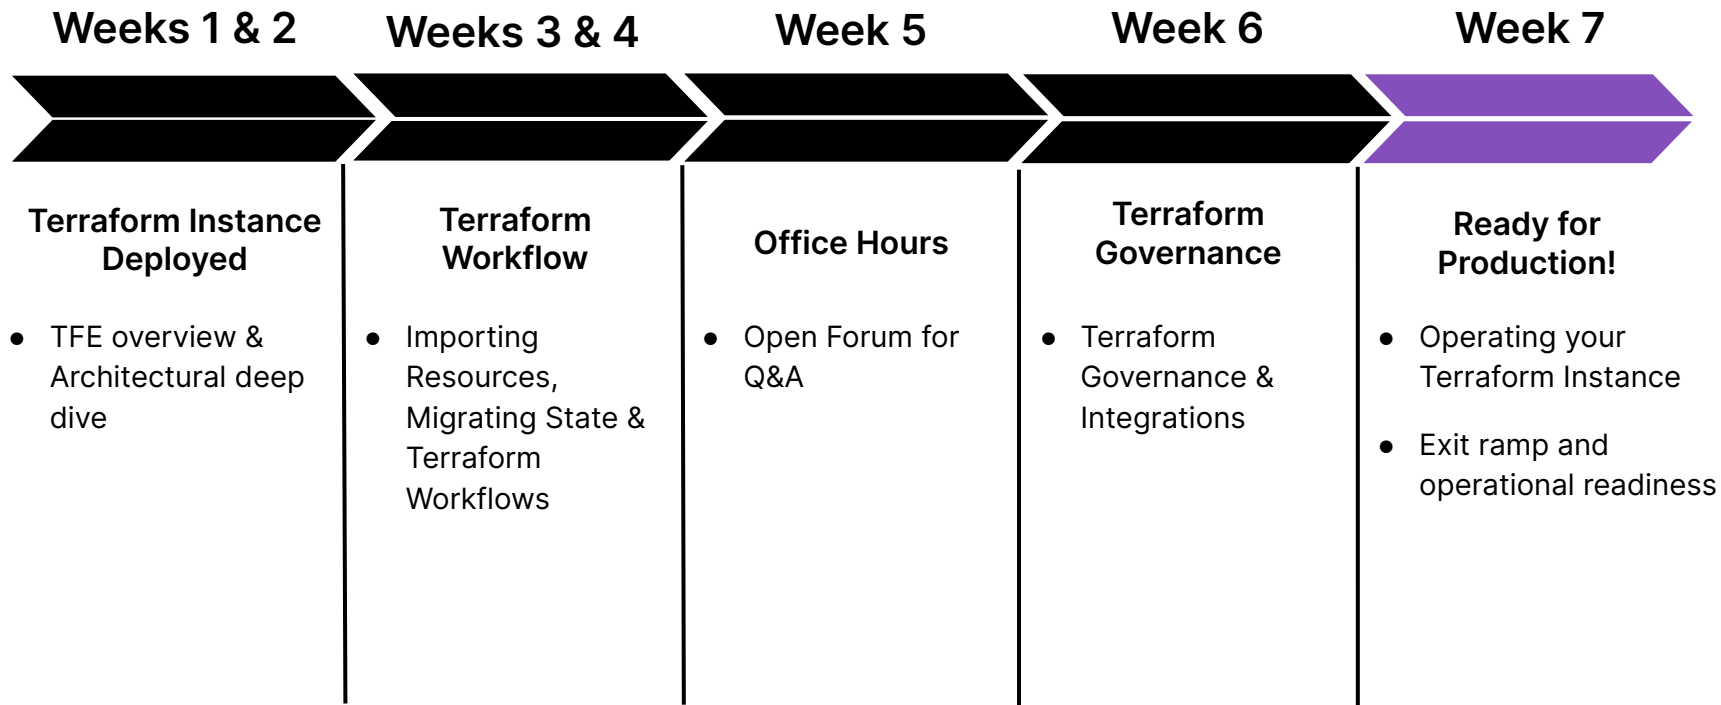 Weeks 1 & 2
Weeks 3 & 4
Week 5
Week 6
Week 7
Terraform Instance
Deployed
● TFE overview &
Architectural deep
dive
Terraform
Workflow
● Importing
Resources,
Migrating State &
Terraform
Workflows
Office Hours
● Open Forum for
Q&A
Terraform
Governance
● Terraform
Governance &
Integrations
Ready for
Production!
● Operating your
Terraform Instance
● Exit ramp and
operational readiness